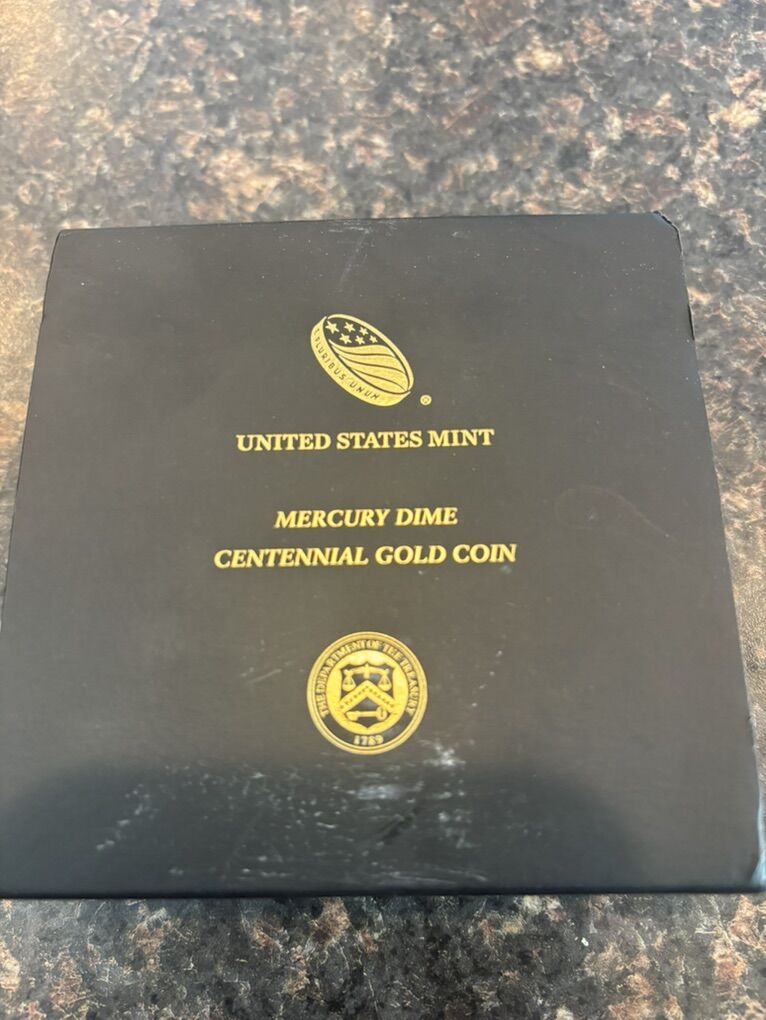 E PLURIBUS UNUM
®
UNITED STATES MINT
MERCURY DIME
CENTENNIAL GOLD COIN
THE DEPARTMENT OF THE TREASURY
1789